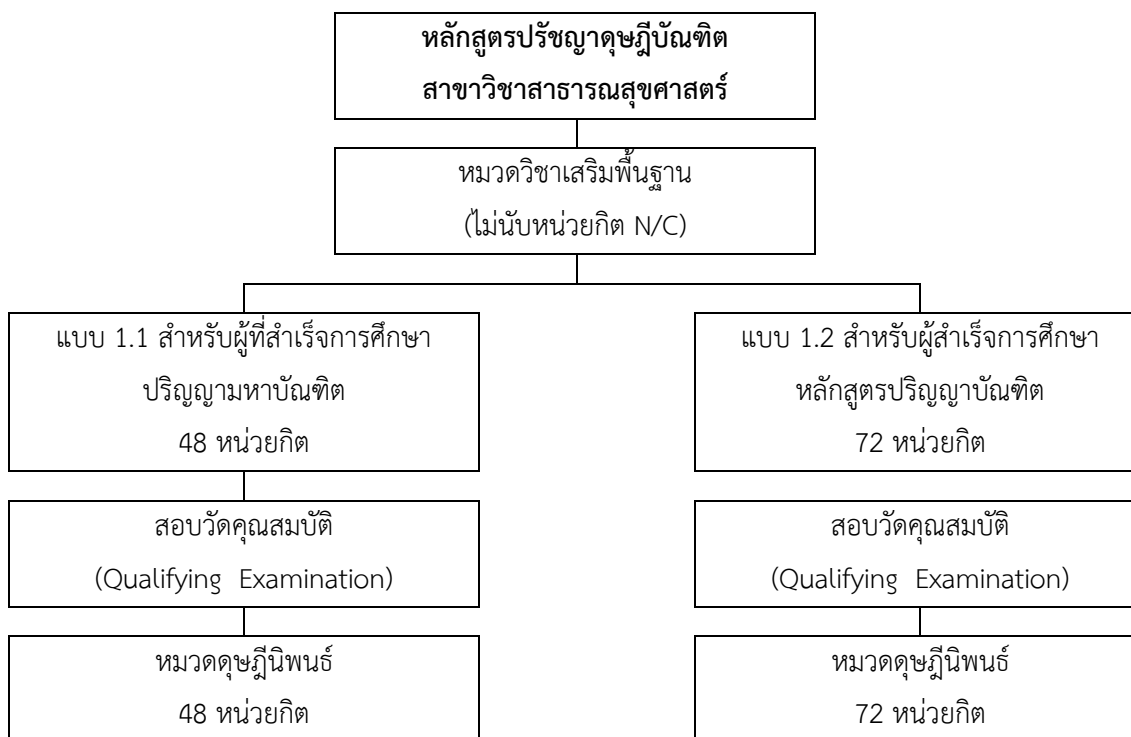 หลักสูตรปรัชญาดุษฎีบัณฑิต
สาขาวิชาสาธารณสุขศาสตร์
หมวดวิชาเสริมพื้นฐาน
(ไม่นับหน่วยกิต N/C)
แบบ 1.1 สำหรับผู้ที่สำเร็จการศึกษา
ปริญญามหาบัณฑิต
48 หน่วยกิต
แบบ 1.2 สำหรับผู้สำเร็จการศึกษา
หลักสูตรปริญญาบัณฑิต
72 หน่วยกิต
สอบวัดคุณสมบัติ
(Qualifying Examination)
สอบวัดคุณสมบัติ
(Qualifying Examination)
หมวดดุษฎีนิพนธ์
48 หน่วยกิต
หมวดดุษฎีนิพนธ์
72 หน่วยกิต